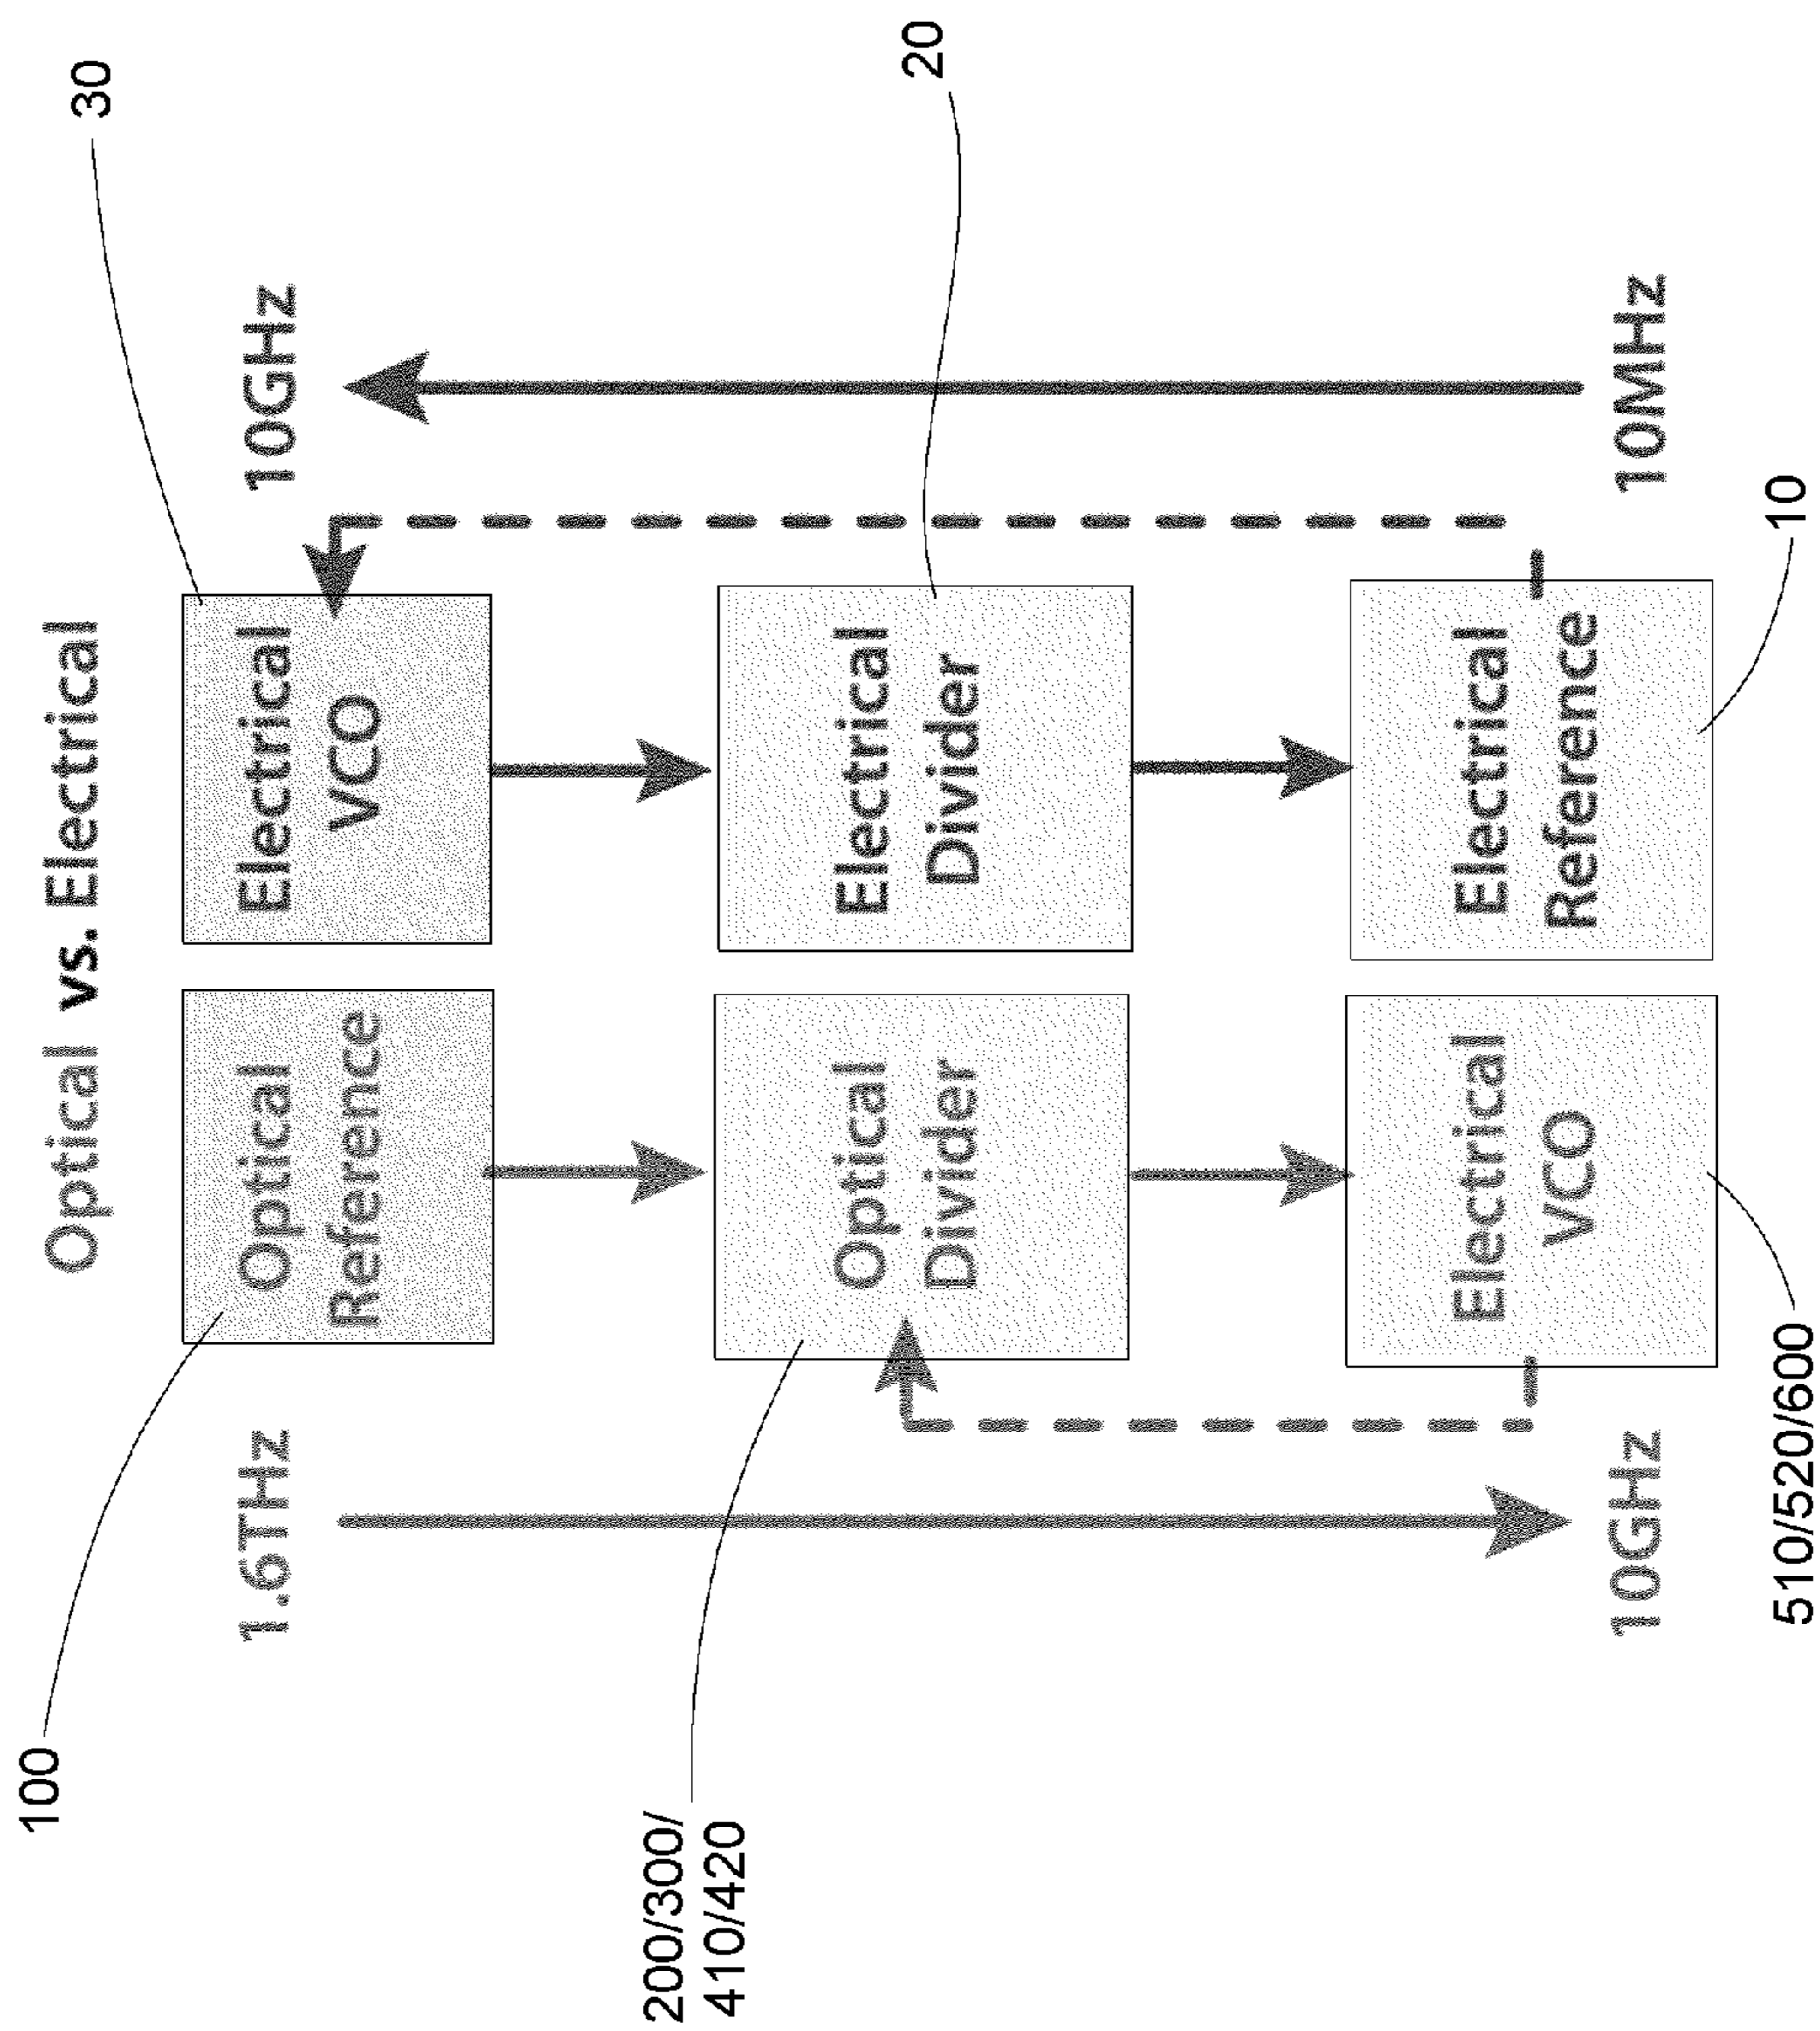 100
Optical vs. Electrical
30
1.6THz
Optical
Reference
Electrical
VCO
10GHz
200/300/
410/420
Optical
Divider
Electrical
Divider
20
10GHz
Electrical
VCO
Electrical
Reference
10MHz
510/520/600
10